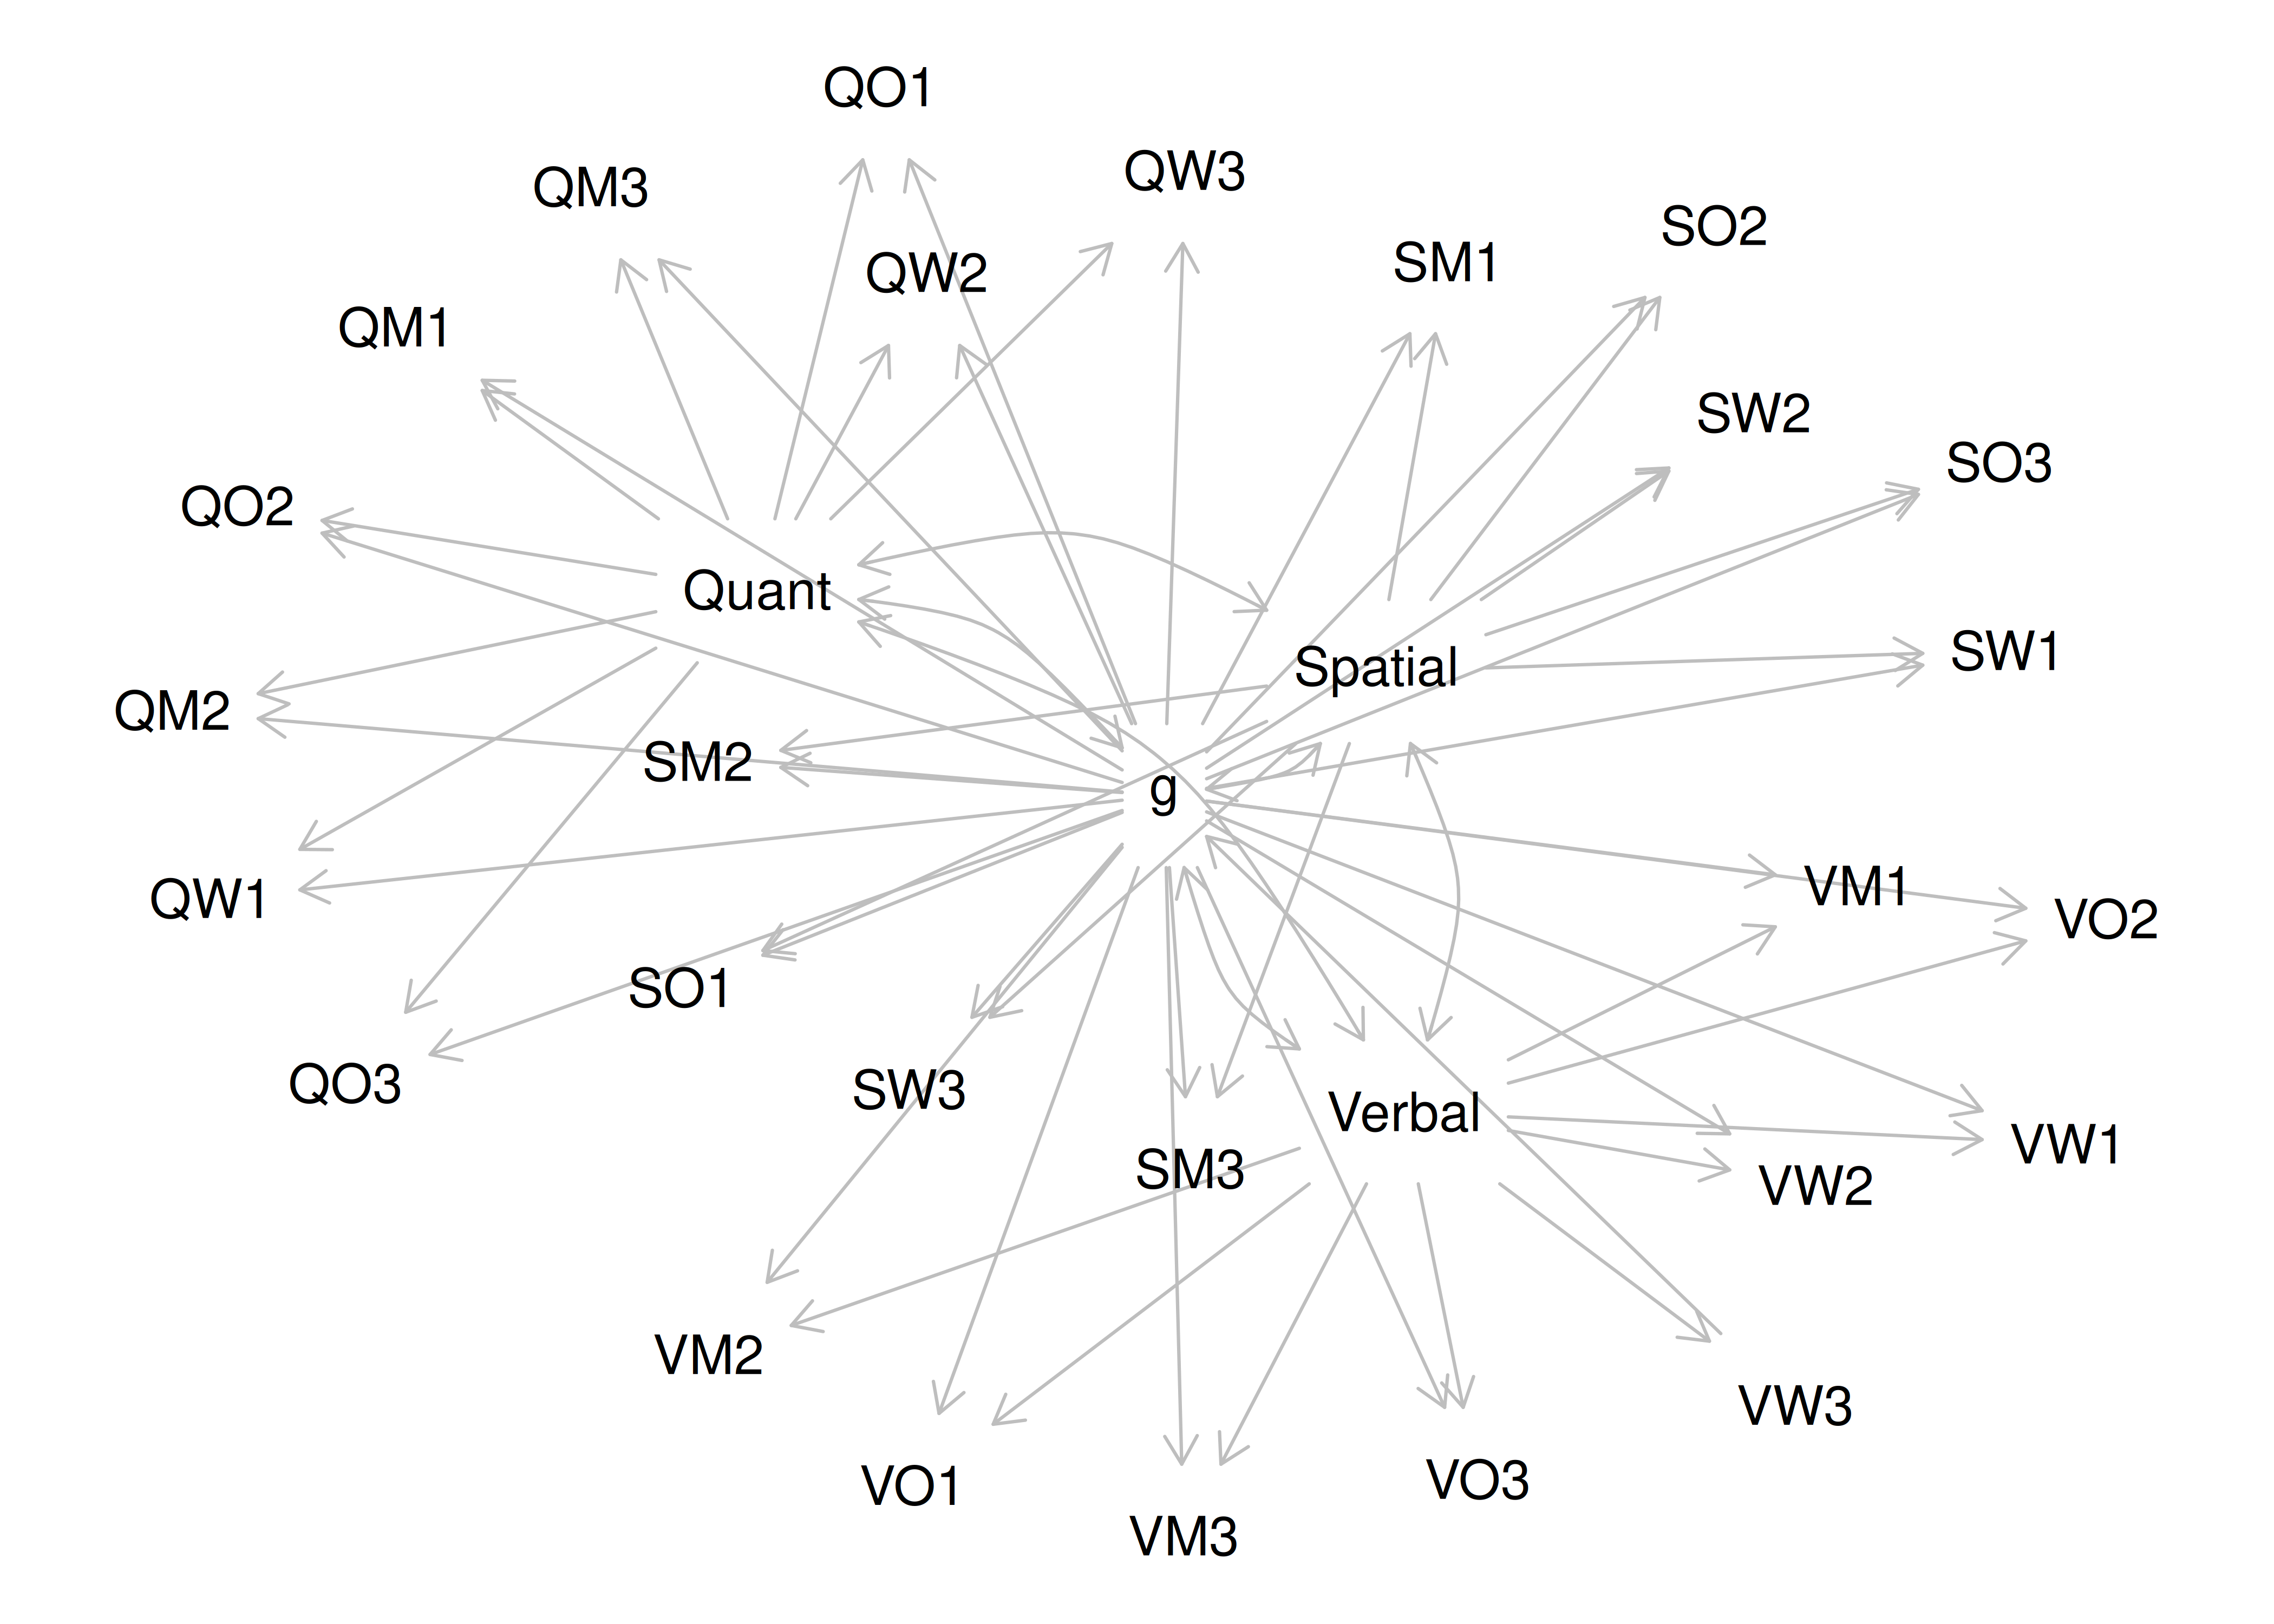 QO1
QW3
QM3
SO2
SM1
QW2
QM1
SW2
SO3
QO2
Quant
SW1
Spatial
QM2
SM2
g
VM1
QW1
VO2
SO1
QO3
SW3
Verbal
VW1
SM3
VW2
VM2
VW3
VO3
VO1
VM3